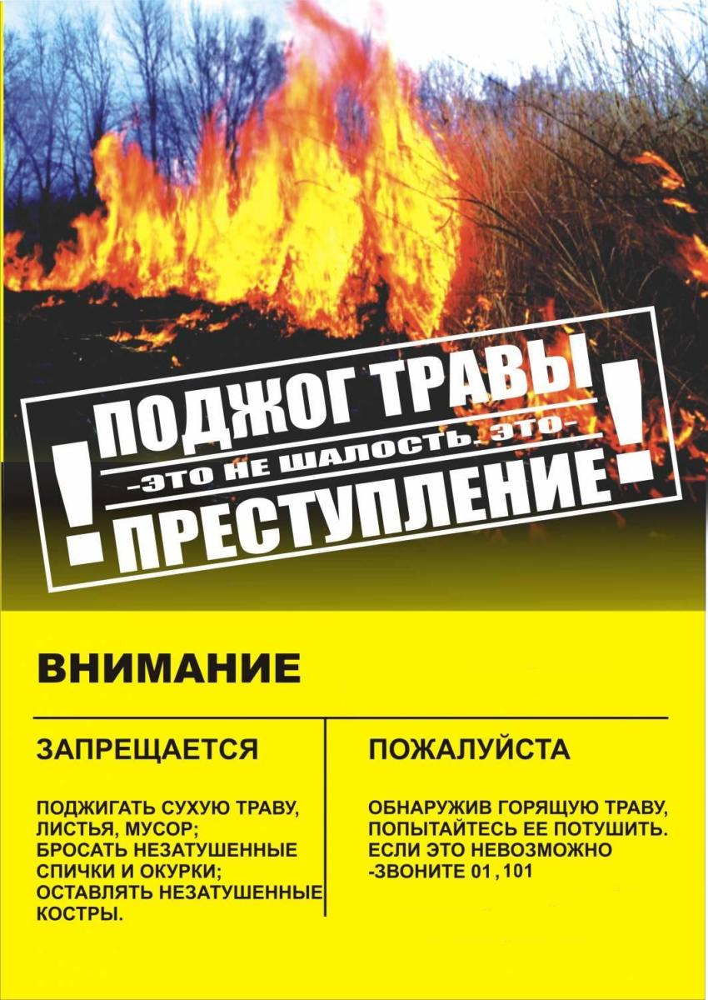 ПОДЖОГ ТРАВЫ
-ЭТО НЕ ШАЛОСТЬ. ЭТО-
! ПРЕСТУПЛЕНИЕ !
ВНИМАНИЕ
ЗАПРЕЩАЕТСЯ
ПОДЖИГАТЬ СУХУЮ ТРАВУ,
ЛИСТЬЯ, МУСОР;
БРОСАТЬ НЕЗАТУШЕННЫЕ
СПИЧКИ И ОКУРКИ;
ОСТАВЛЯТЬ НЕЗАТУШЕННЫЕ
КОСТРЫ.
ПОЖАЛУЙСТА
ОБНАРУЖИВ ГОРЯЩУЮ ТРАВУ,
ПОПЫТАЙТЕСЬ ЕЕ ПОТУШИТЬ.
ЕСЛИ ЭТО НЕВОЗМОЖНО
-ЗВОНИТЕ 01, 101